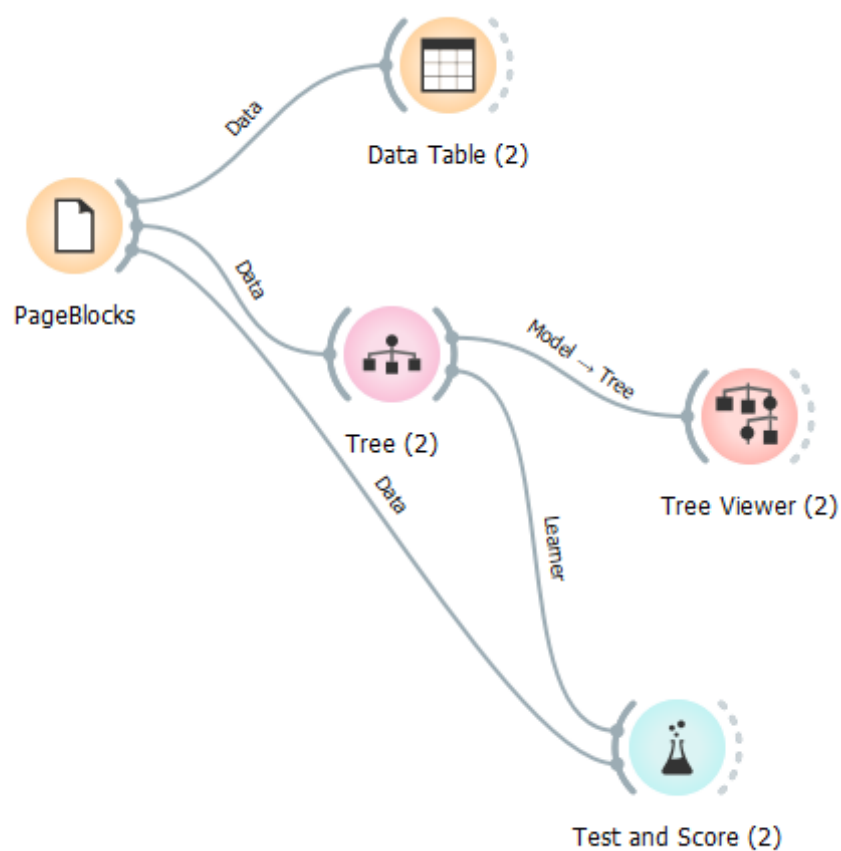 Data
Data Table (2)
PageBlocks
Data
Model → Tree
Tree (2)
Data
Tree Viewer (2)
Learner
Test and Score (2)